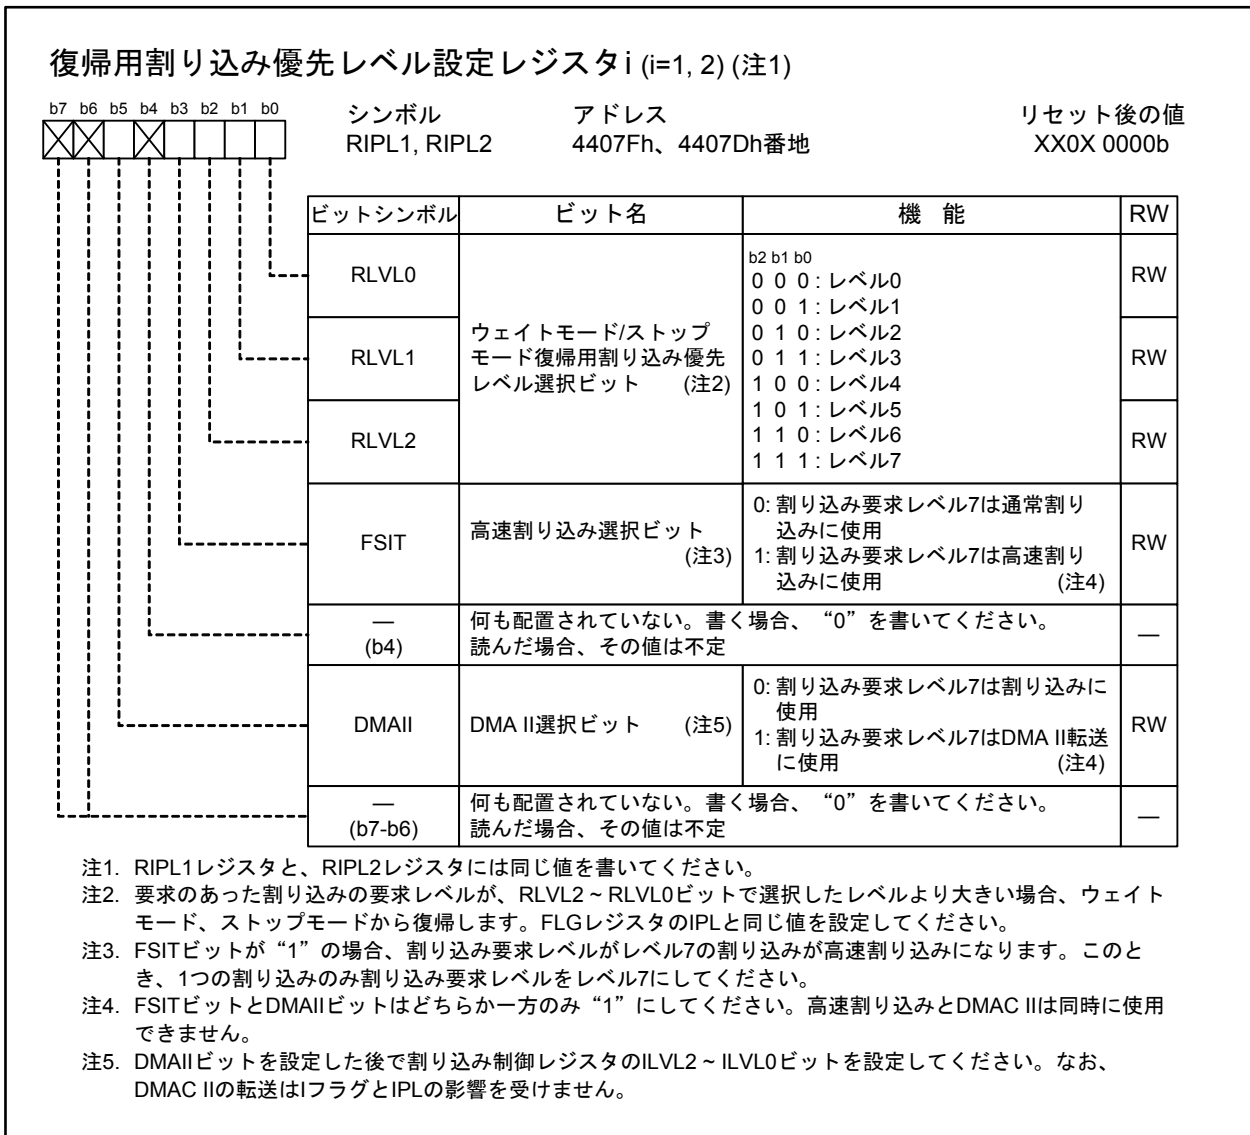 復帰用割り込み優先レベル設定レジスタi (i=1, 2) (注1)
b7 b6 b5 b4 b3 b2 b1 b0
シンボル アドレス リセット後の値
RIPL1, RIPL2 4407Fh、4407Dh番地 XX0X 0000b
ビットシンボル ビット名 機 能 RW
RLVL0 RW
RLVL1 RW
RLVL2 RW
ウェイトモード/ストップ
モード復帰用割り込み優先
レベル選択ビット (注2)
b2 b1 b0
0 0 0 : レベル0
0 0 1 : レベル1
0 1 0 : レベル2
0 1 1 : レベル3
1 0 0 : レベル4
1 0 1 : レベル5
1 1 0 : レベル6
1 1 1 : レベル7
FSIT
高速割り込み選択ビット
(注3)
0: 割り込み要求レベル7は通常割り
込みに使用
1: 割り込み要求レベル7は高速割り
込みに使用 (注4)
RW
—
(b4)
何も配置されていない。書く場合、“0”を書いてください。
読んだ場合、その値は不定
—
DMAII
DMA II選択ビット (注5)
0: 割り込み要求レベル7は割り込みに
使用
1: 割り込み要求レベル7はDMA II転送
に使用 (注4)
RW
—
(b7-b6)
何も配置されていない。書く場合、“0”を書いてください。
読んだ場合、その値は不定
—
注1. RIPL1レジスタと、RIPL2レジスタには同じ値を書いてください。
注2. 要求のあった割り込みの要求レベルが、RLVL2 ~ RLVL0ビットで選択したレベルより大きい場合、ウェイト
モード、ストップモードから復帰します。FLGレジスタのIPLと同じ値を設定してください。
注3. FSITビットが“1”の場合、割り込み要求レベルがレベル7の割り込みが高速割り込みになります。このと
き、1つの割り込みのみ割り込み要求レベルをレベル7にしてください。
注4. FSITビットとDMAIIビットはどちらか一方のみ“1”にしてください。高速割り込みとDMAC IIは同時に使用
できません。
注5. DMAIIビットを設定した後で割り込み制御レジスタのILVL2 ~ ILVL0ビットを設定してください。なお、
DMAC IIの転送はIフラグとIPLの影響を受けません。